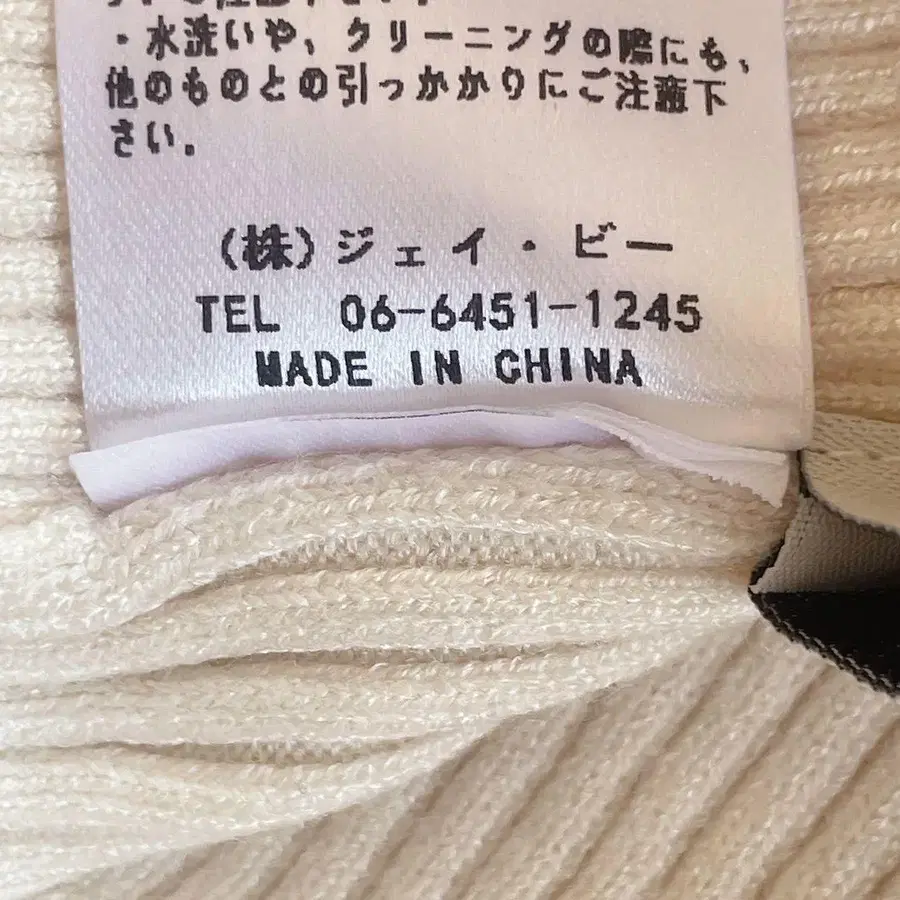 ・水洗いや、クリーニングの際にも、
他のものとの引っかかりにご注意下
さい。
(株)ジェイ・ビー
TEL 06-6451-1245
MADE IN CHINA